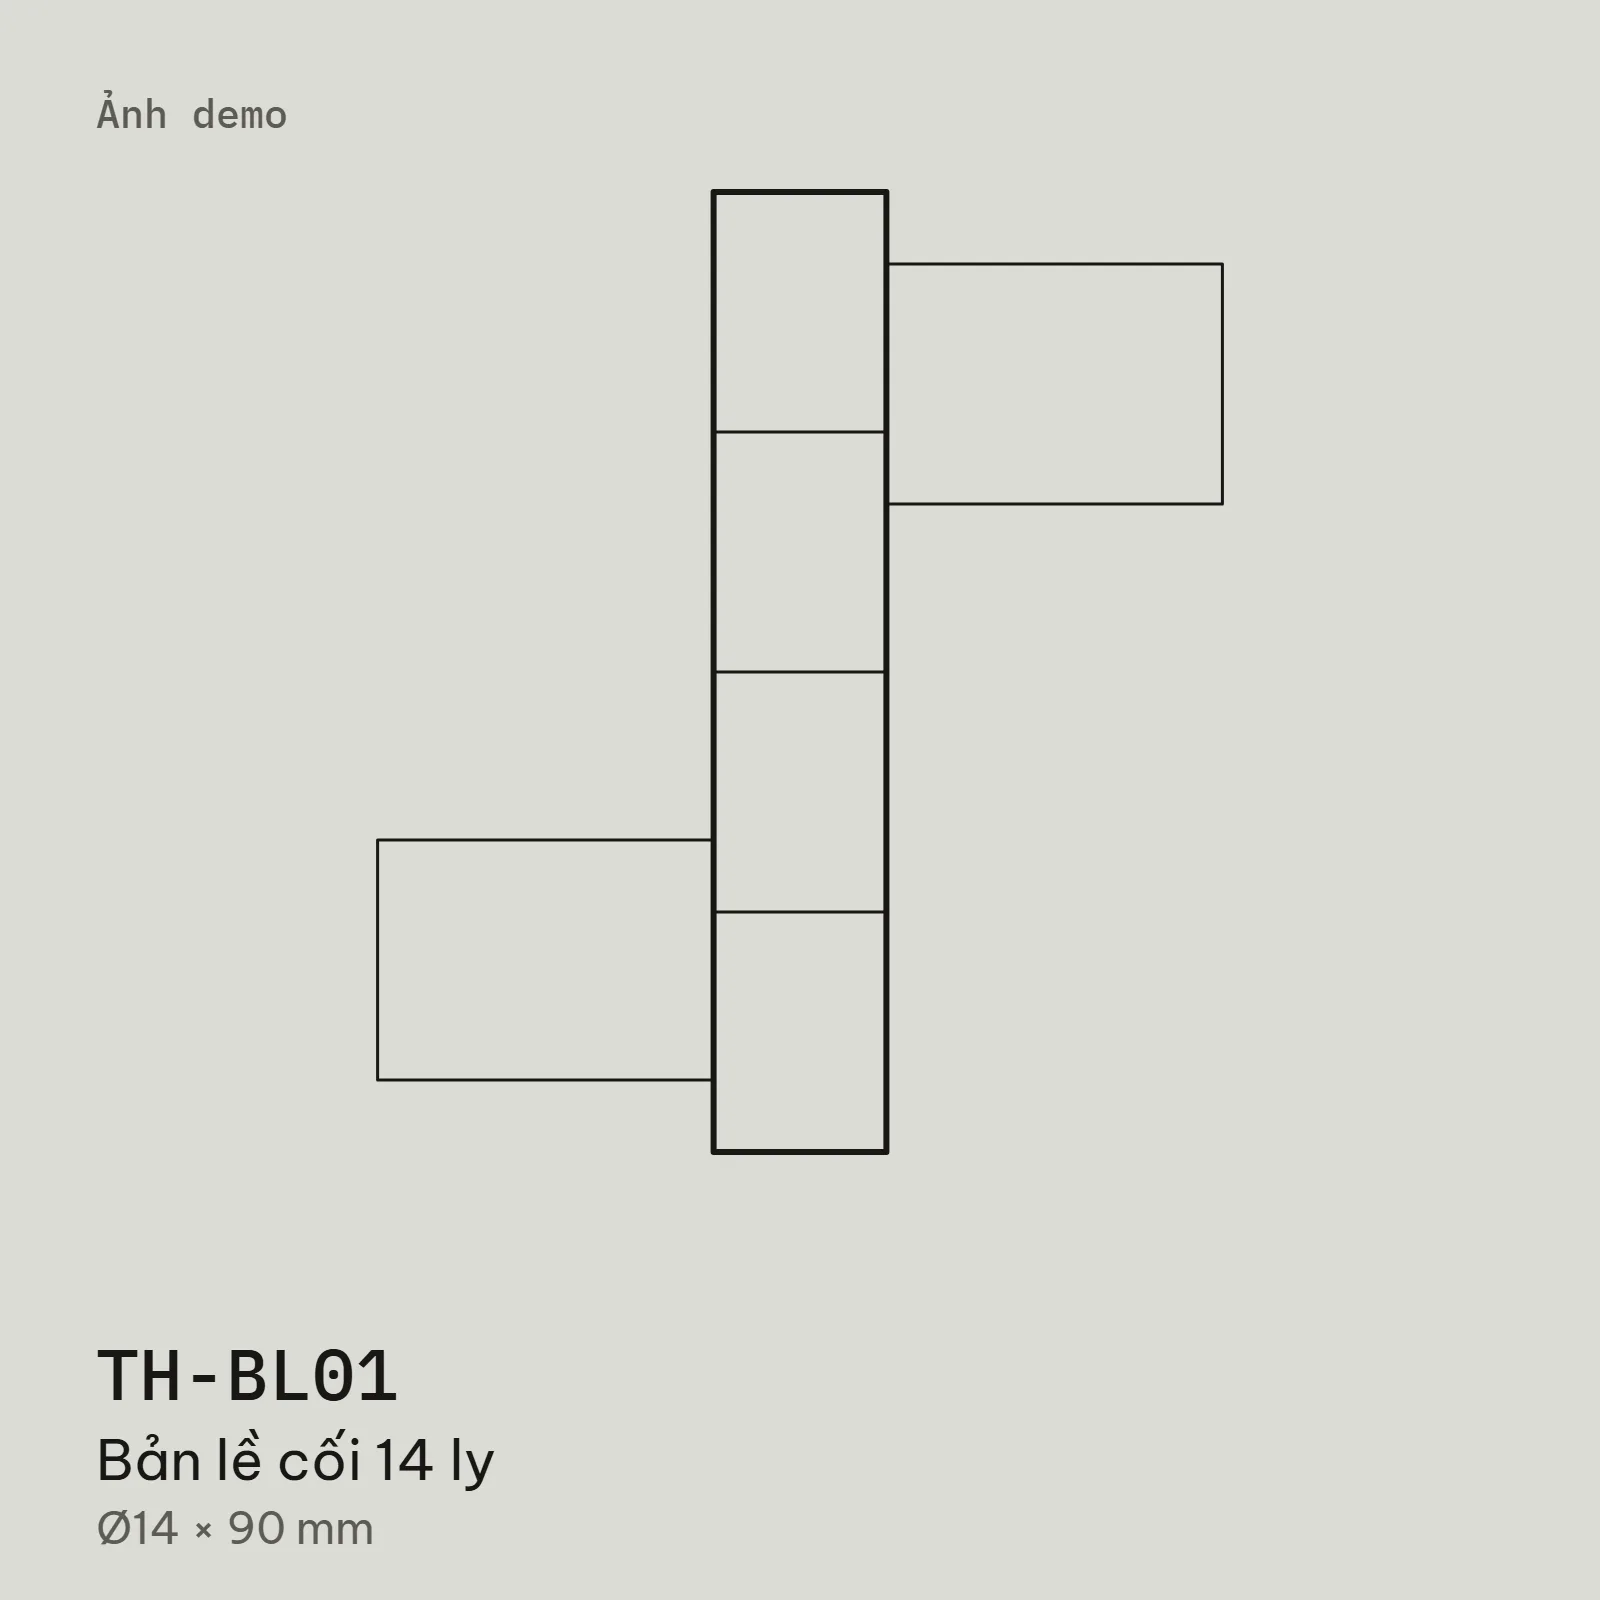 Ảnh demo
TH-BL01
Bản lề cối 14 ly
Ø14 × 90 mm